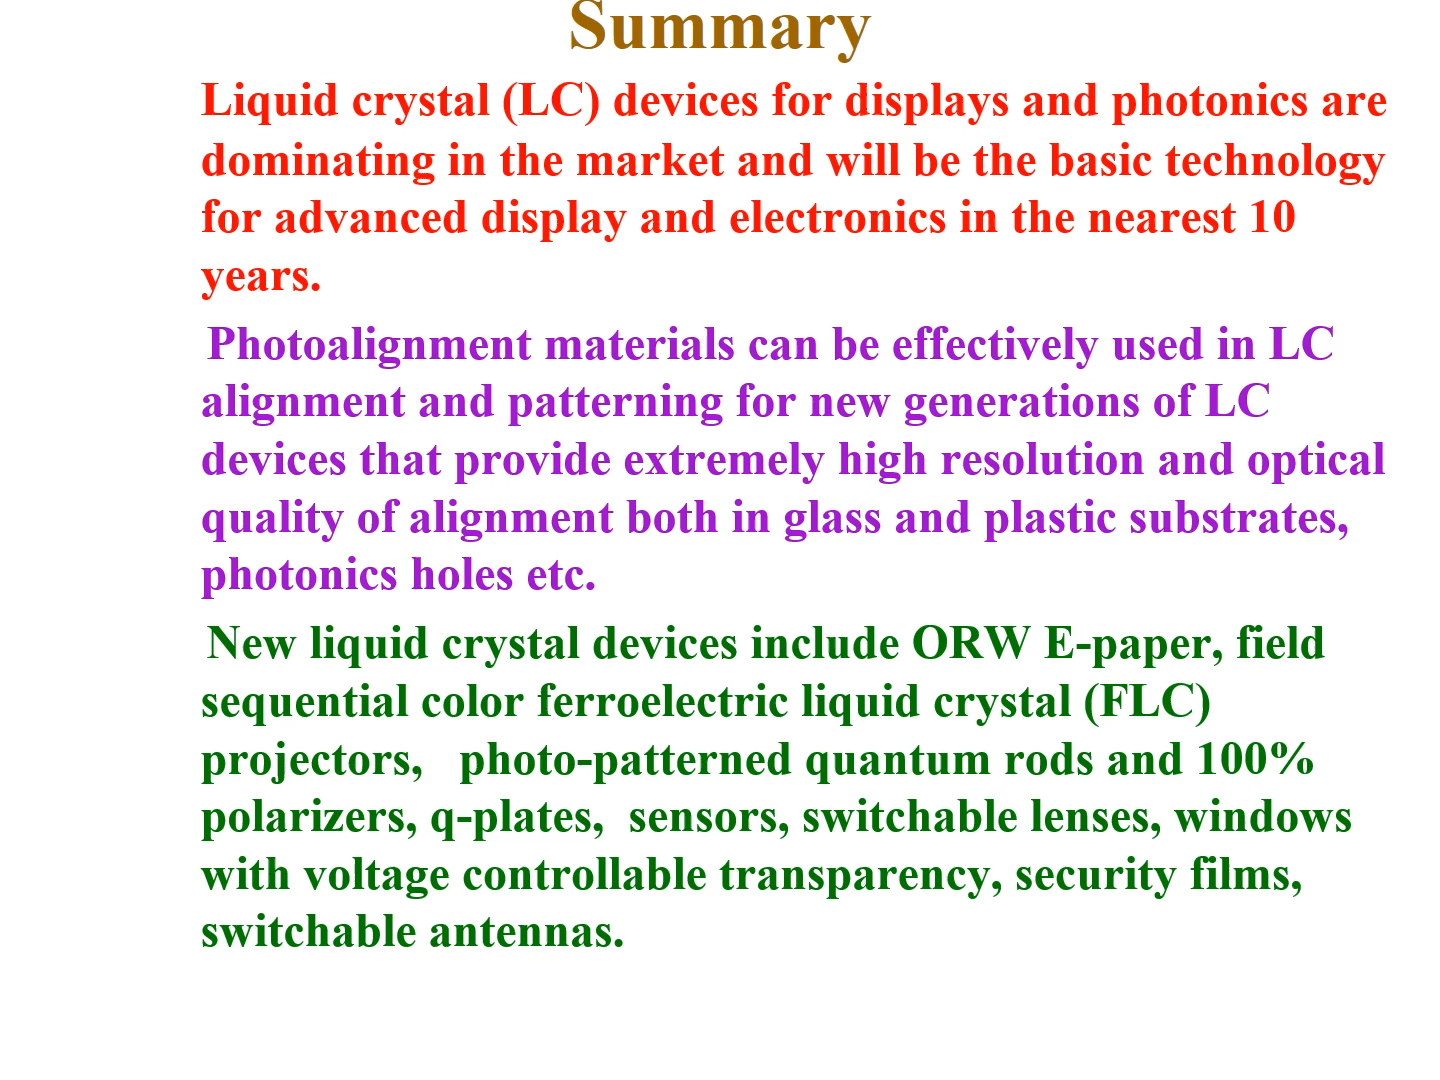 Summary
Liquid crystal (LC) devices for displays and photonics are
dominating in the market and will be the basic technology
for advanced display and electronics in the nearest 10
years.
Photoalignment materials can be effectively used in LC
alignment and patterning for new generations of LC
devices that provide extremely high resolution and optical
quality of alignment both in glass and plastic substrates,
photonics holes etc.
New liquid crystal devices include ORW E-paper, field
sequential color ferroelectric liquid crystal (FLC)
projectors,   photo-patterned quantum rods and 100%
polarizers, q-plates,  sensors, switchable lenses, windows
with voltage controllable transparency, security films,
switchable antennas.